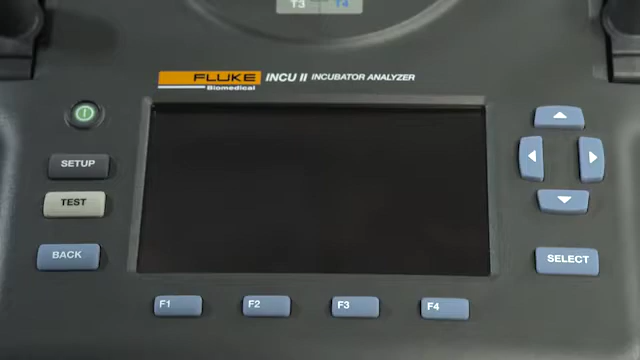 T3 T4
FLUKE
Biomedical
INCU II INCUBATOR ANALYZER
SETUP
TEST
BACK
SELECT
F1
F2
F3
F4